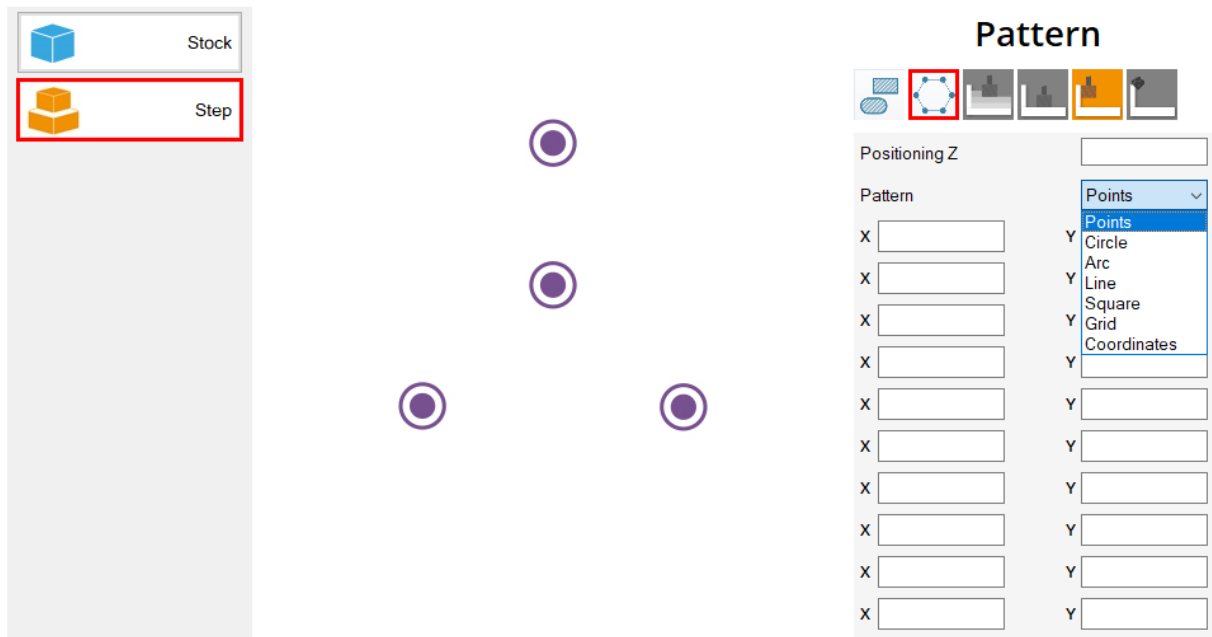 Stock
Step
Pattern
Positioning Z
Pattern Points
Points
Circle
Arc
Line
Square
Grid
Coordinates
X Y
X Y
X Y
X Y
X Y
X Y
X Y
X Y
X Y
X Y